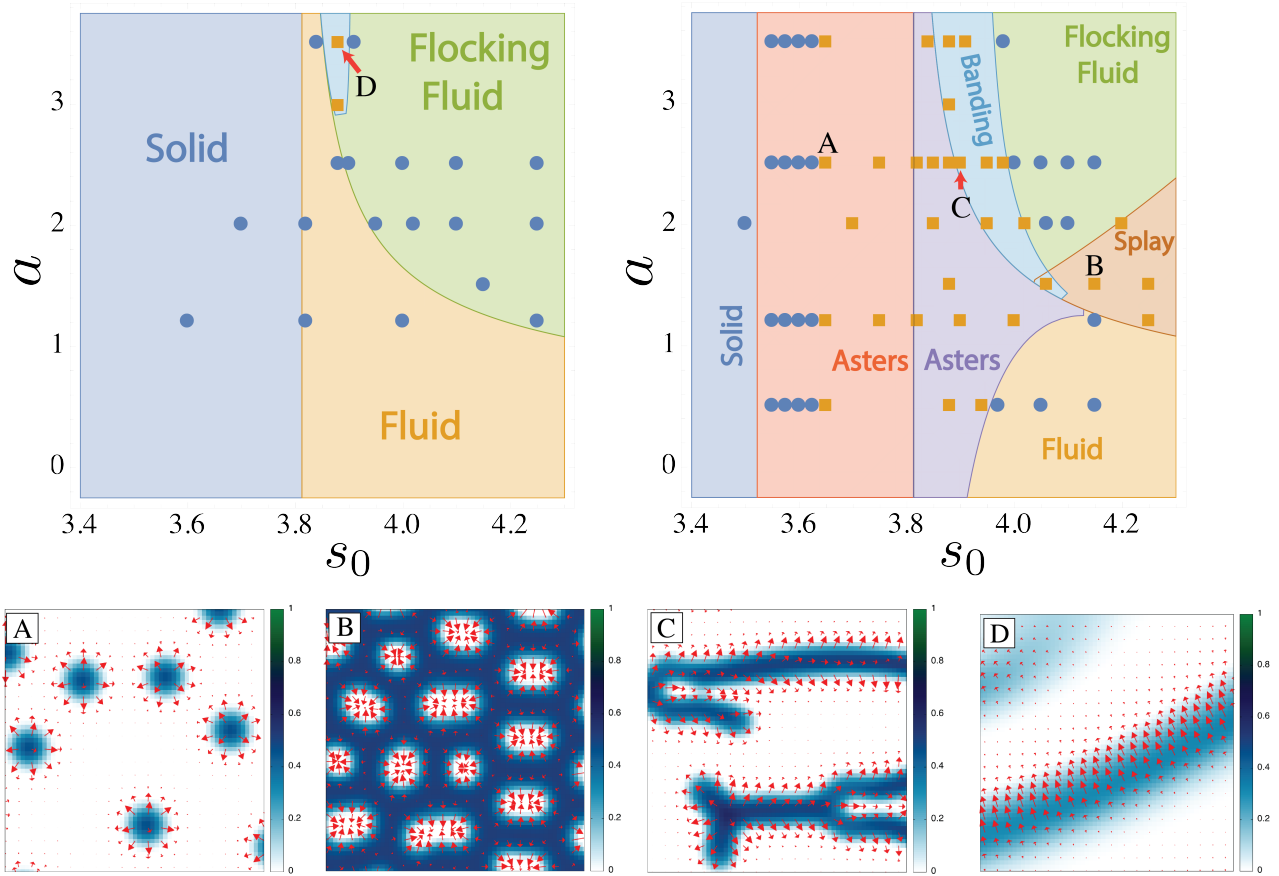 Flocking
Fluid
D
Solid
Fluid
3
2
1
0
a
3.4
3.6
3.8
4.0
4.2
s0
Flocking
Fluid
Banding
A
C
Splay
B
Solid
Asters
Asters
Fluid
3
2
1
0
a
3.4
3.6
3.8
4.0
4.2
s0
A
1
0.8
0.6
0.4
0.2
0
B
1
0.8
0.6
0.4
0.2
0
C
1
0.8
0.6
0.4
0.2
0
D
1
0.8
0.6
0.4
0.2
0